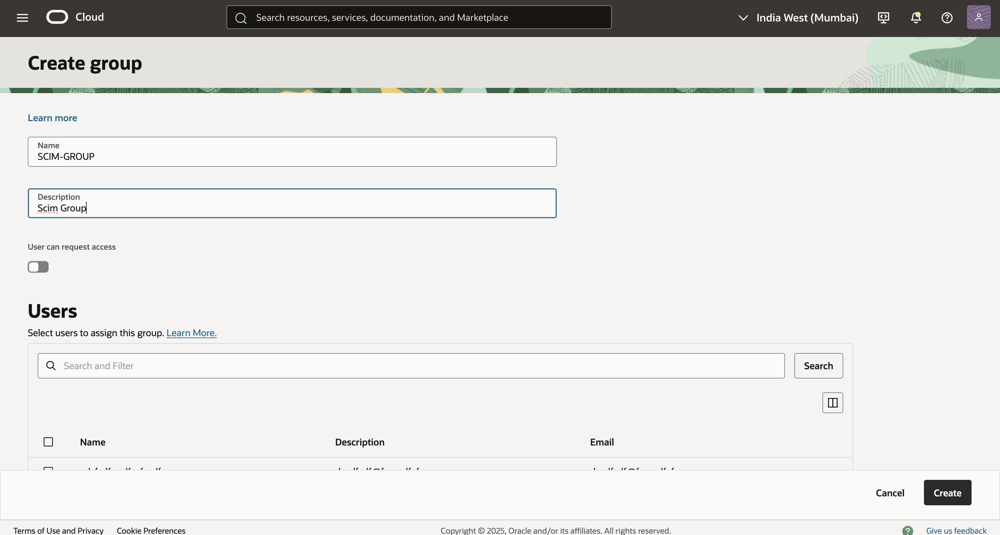 Cloud
Search resources, services, documentation, and Marketplace
India West (Mumbai)
Create group
Learn more
Name
SCIM-GROUP
Description
Scim Group
User can request access
Users
Select users to assign this group. Learn More.
Search and Filter
Search
Name Description Email
Cancel
Create
Terms of Use and Privacy
Cookie Preferences
Copyright © 2025, Oracle and/or its affiliates. All rights reserved.
Give us feedback